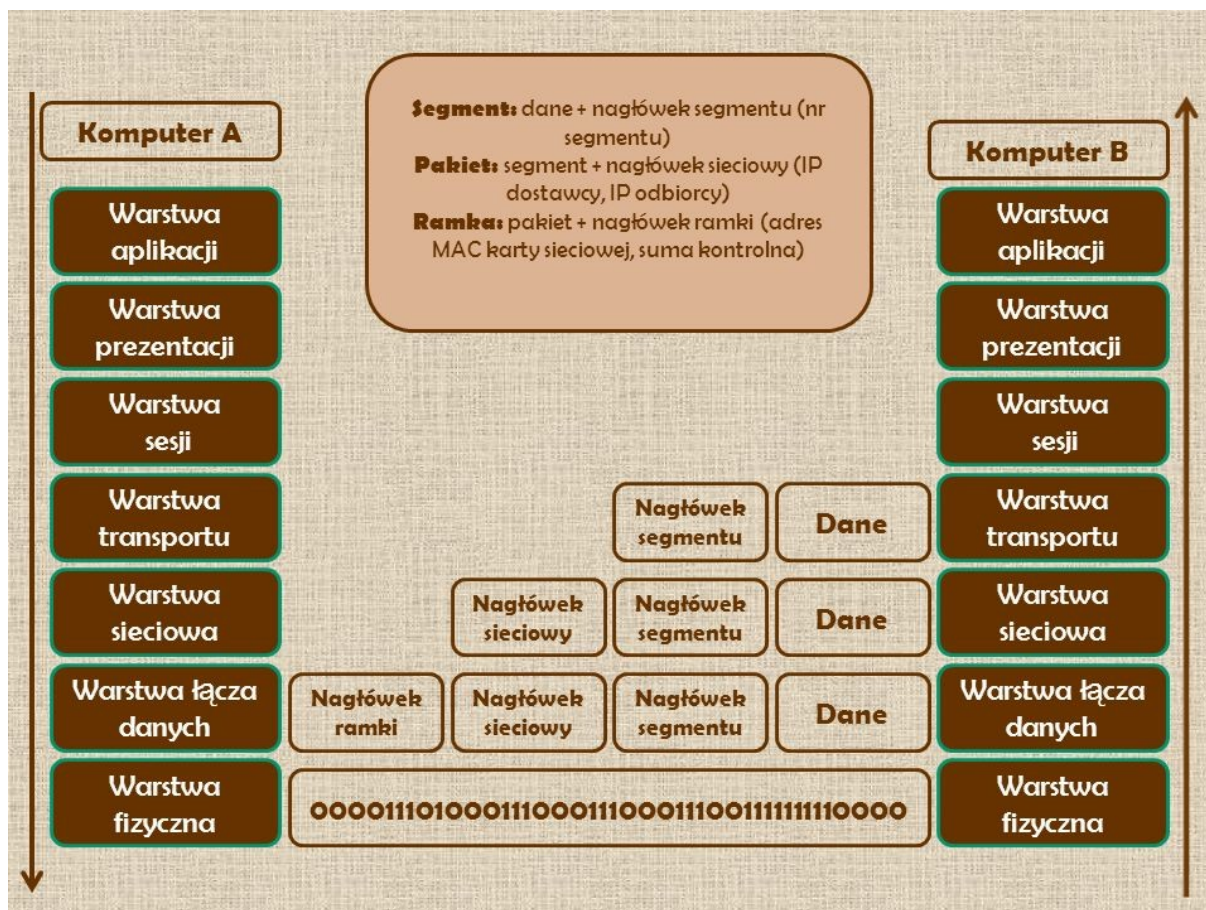 Segment: dane + nagłówek segmentu (nr
segmentu)
Pakiet: segment + nagłówek sieciowy (IP
dostawcy, IP odbiorcy)
Ramka: pakiet + nagłówek ramki (adres
MAC karty sieciowej, suma kontrolna)
Komputer A
Komputer B
Warstwa
aplikacji
Warstwa
aplikacji
Warstwa
prezentacji
Warstwa
prezentacji
Warstwa
sesji
Warstwa
sesji
Warstwa
transportu
Nagłówek
segmentu
Dane
Warstwa
transportu
Warstwa
sieciowa
Nagłówek
sieciowy
Nagłówek
segmentu
Dane
Warstwa
sieciowa
Warstwa łącza
danych
Nagłówek
ramki
Nagłówek
sieciowy
Nagłówek
segmentu
Dane
Warstwa łącza
danych
Warstwa
fizyczna
0000111010001110001110001110011111111110000
Warstwa
fizyczna